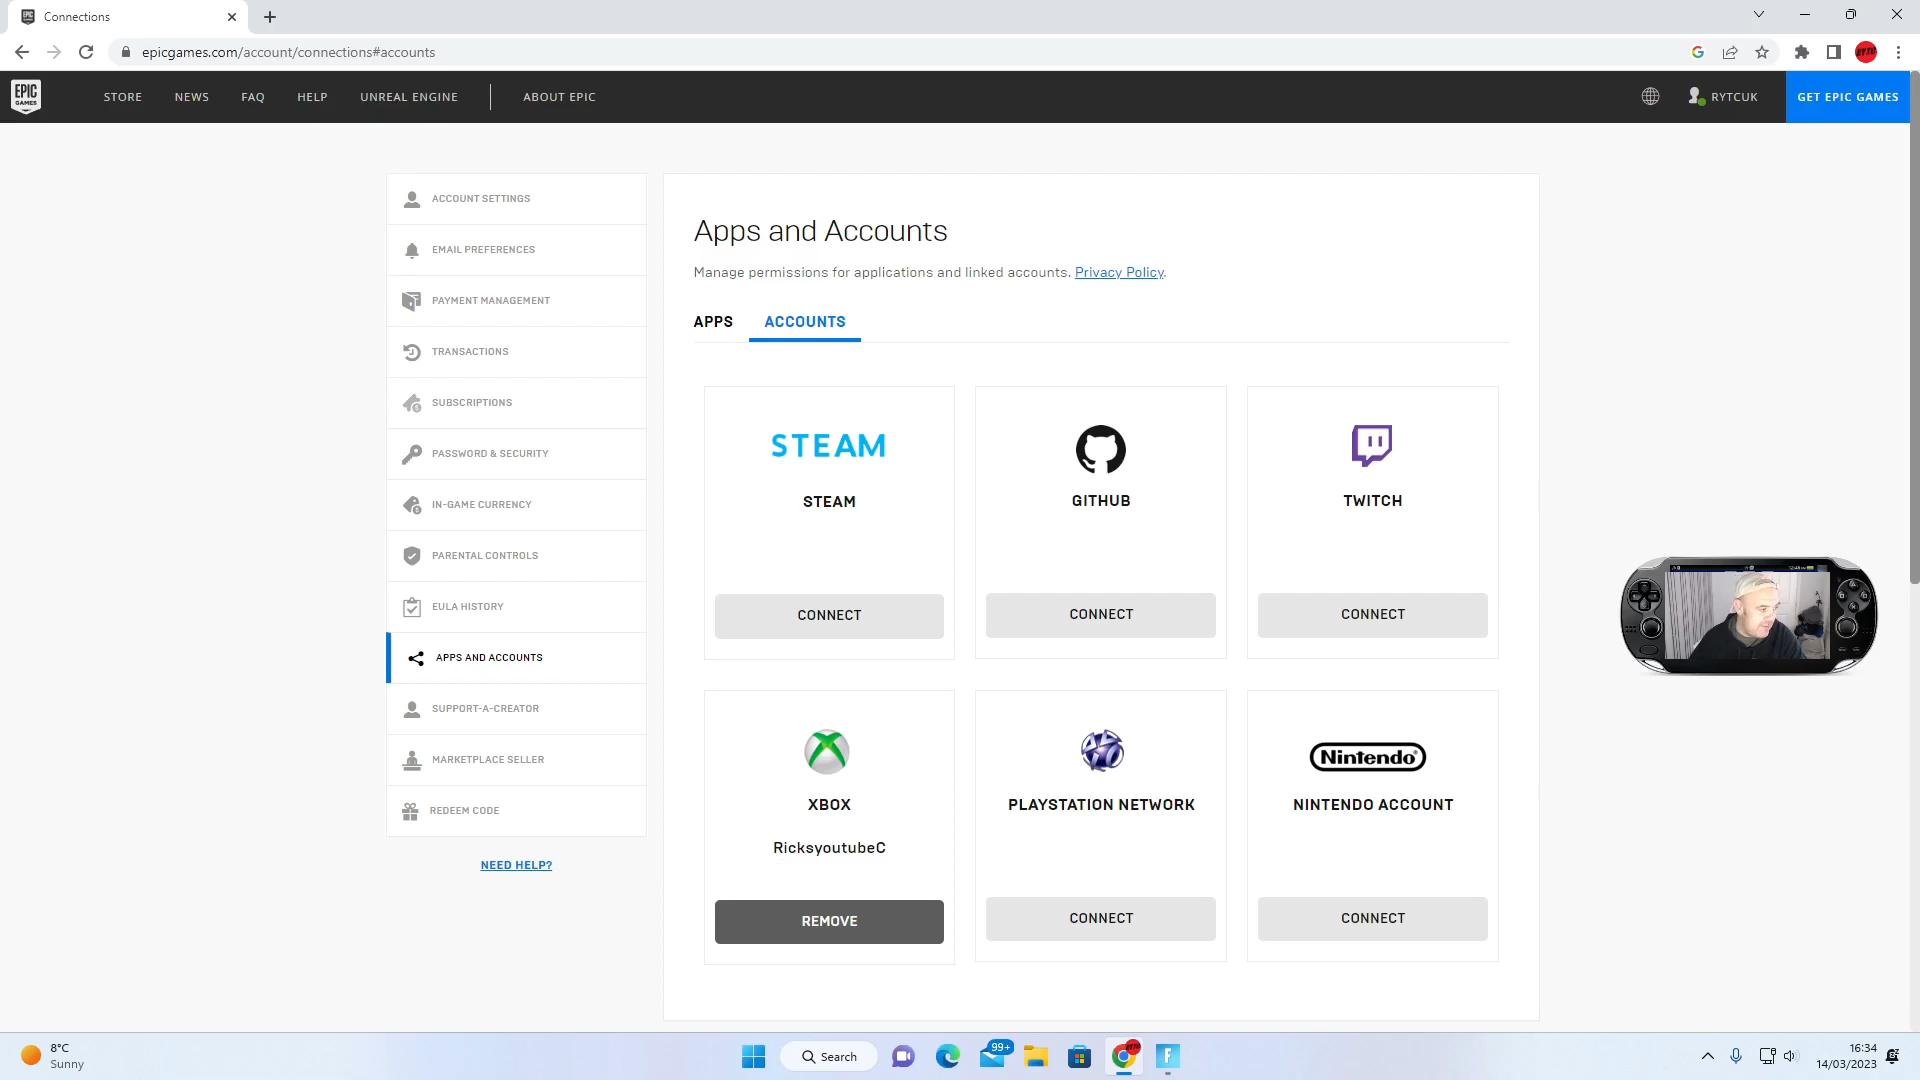 Connections
epicgames.com/account/connections#accounts
EPIC GAMES
STORE
NEWS
FAQ
HELP
UNREAL ENGINE
ABOUT EPIC
RYTCUK
GET EPIC GAMES
ACCOUNT SETTINGS
EMAIL PREFERENCES
PAYMENT MANAGEMENT
TRANSACTIONS
SUBSCRIPTIONS
PASSWORD & SECURITY
IN-GAME CURRENCY
PARENTAL CONTROLS
EULA HISTORY
APPS AND ACCOUNTS
SUPPORT-A-CREATOR
MARKETPLACE SELLER
REDEEM CODE
NEED HELP?
Apps and Accounts
Manage permissions for applications and linked accounts. Privacy Policy.
APPS
ACCOUNTS
STEAM
STEAM
CONNECT
GITHUB
CONNECT
TWITCH
CONNECT
XBOX
RicksyoutubeC
REMOVE
PLAYSTATION NETWORK
CONNECT
Nintendo®
NINTENDO ACCOUNT
CONNECT
8°C
Sunny
Search
99+
16:34
14/03/2023